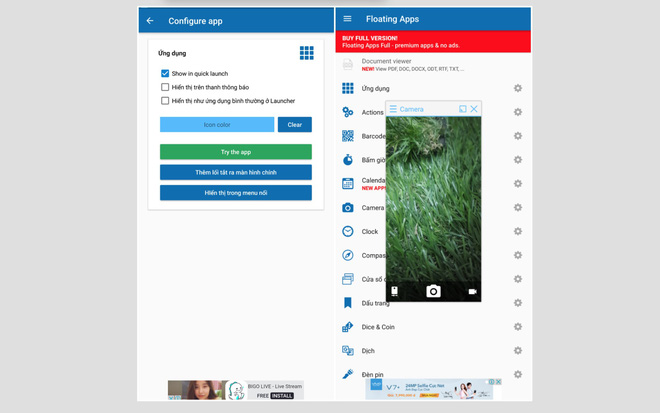 Configure app
Ứng dụng
Show in quick launch
Hiển thị trên thanh thông báo
Hiển thị như ứng dụng bình thường ở Launcher
Icon color
Clear
Try the app
Thêm lối tắt ra màn hình chính
Hiển thị trong menu nổi
BIGO LIVE - Live Stream
FREE INSTALL
Floating Apps
BUY FULL VERSION!
Floating Apps Full - premium apps & no ads.
Document viewer
NEW! View PDF, DOC, DOCX, ODT, RTF, TXT, ...
Ứng dụng
Actions
Camera
Barcode
Bấm giờ
Calenda
NEW APP!
Camera
Clock
Compas
Cửa sổ
Dấu trang
Dice & Coin
Dịch
Đèn pin
V7+
24MP Selfie Cực Nét